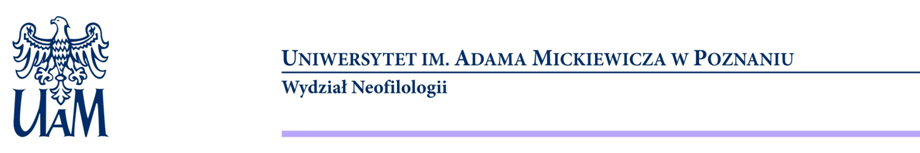 UNIWERSYTET IM. ADAMA MICKIEWICZA W POZNANIU
Wydział Neofilologii
UAM